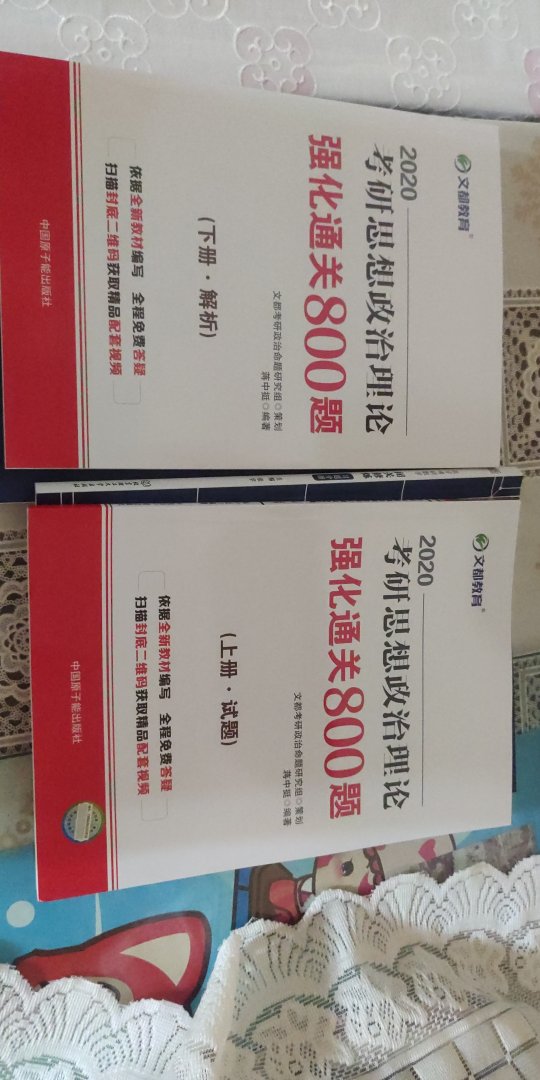 文都教育
2020
考研思想政治理论
强化通关800题
文都考研政治命题研究组◎策划
蒋中挺◎编著
(下册·解析)
依据全新教材编写 全程免费答疑
扫描封底二维码获取精品配套视频
中国原子能出版社
文都教育
2020
考研思想政治理论
强化通关800题
文都考研政治命题研究组◎策划
蒋中挺◎编著
(上册·试题)
依据全新教材编写 全程免费答疑
扫描封底二维码获取精品配套视频
中国原子能出版社